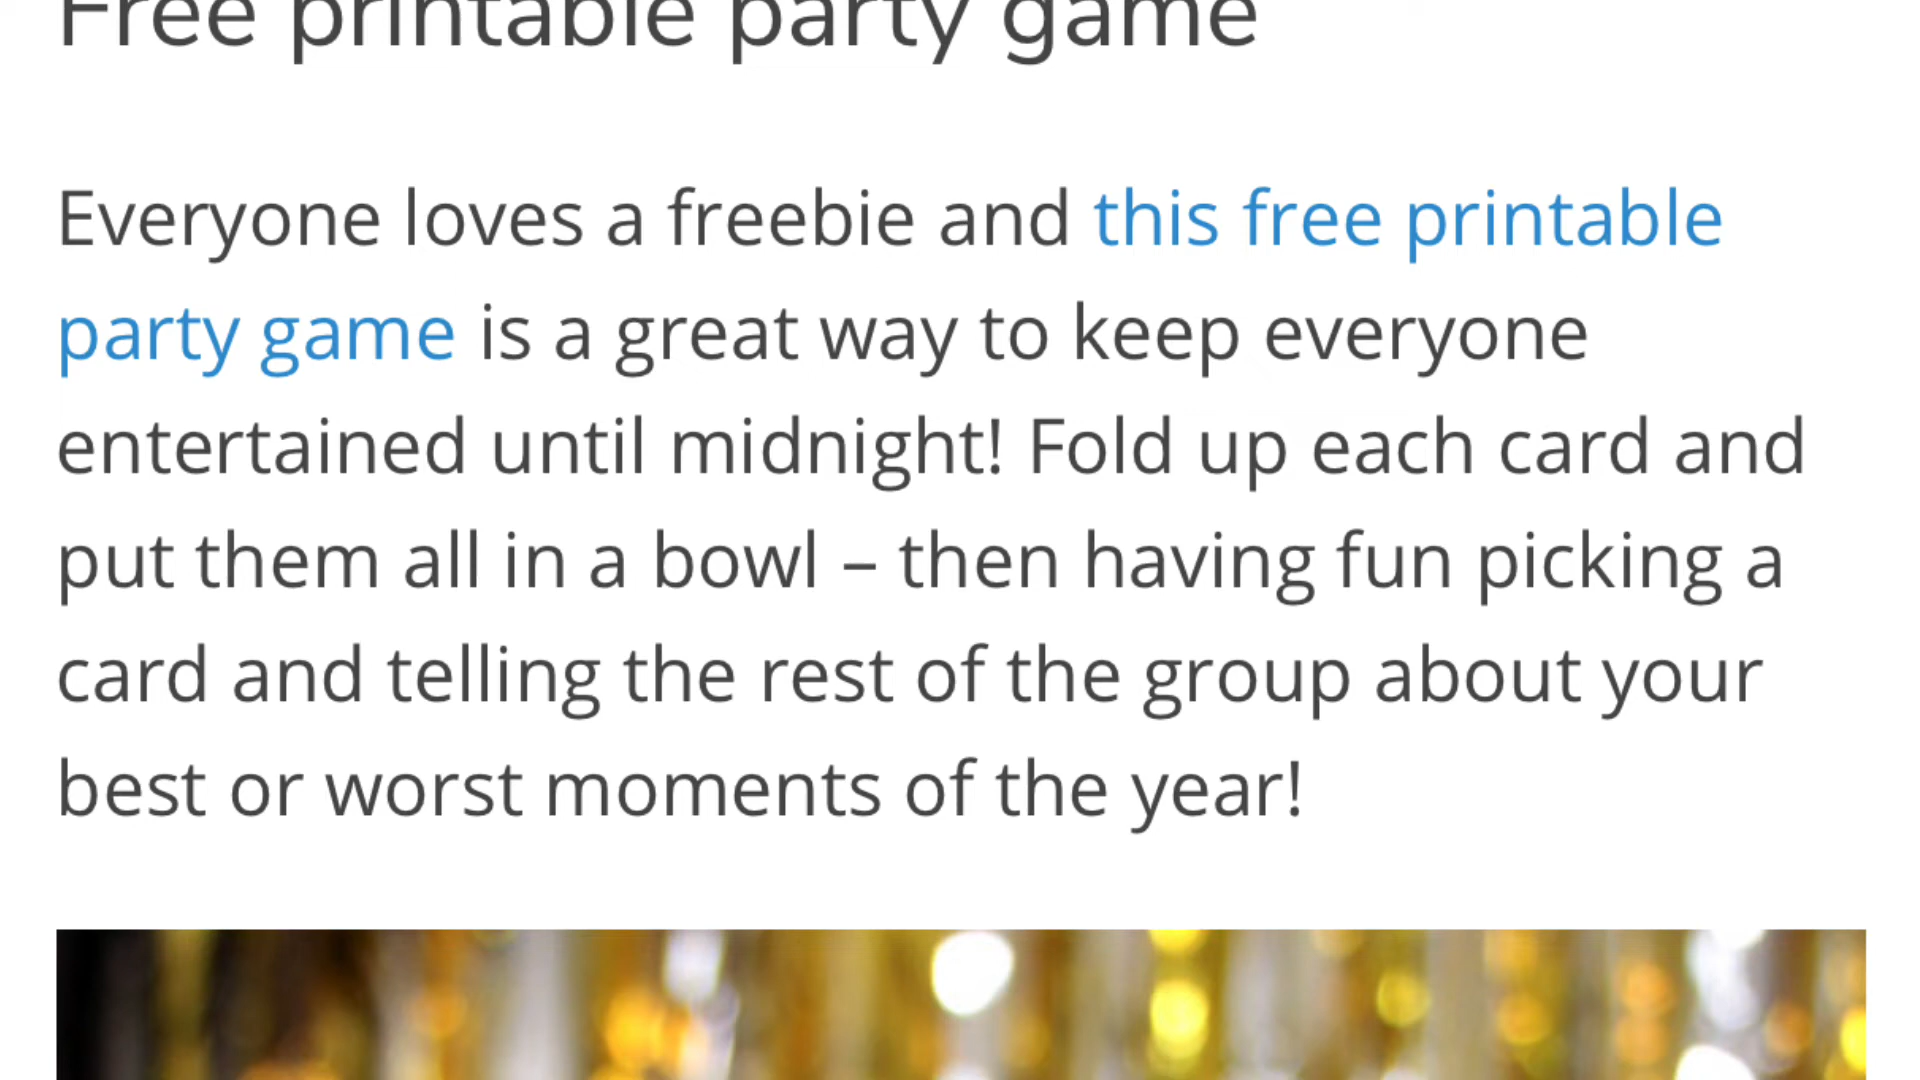 Free printable party game
Everyone loves a freebie and this free printable
party game is a great way to keep everyone
entertained until midnight! Fold up each card and
put them all in a bowl – then having fun picking a
card and telling the rest of the group about your
best or worst moments of the year!